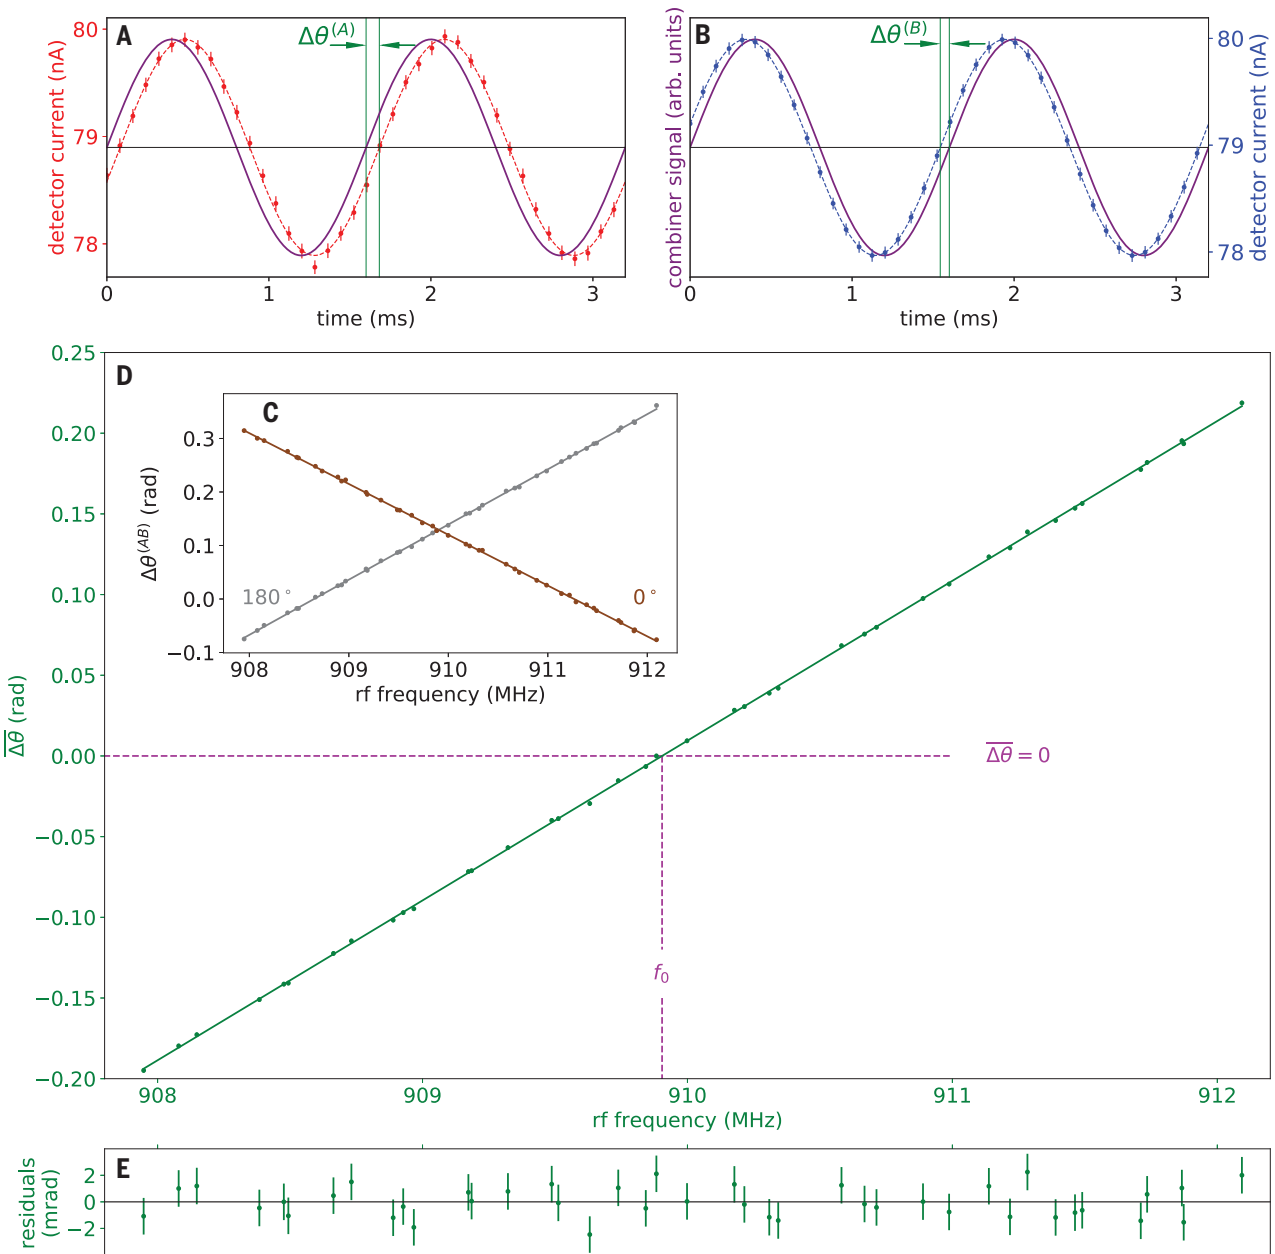 A
Δθ(A)
80
79
78
detector current (nA)
0 1 2 3
time (ms)
B
Δθ(B)
combiner signal (arb. units)
80
79
78
detector current (nA)
0 1 2 3
time (ms)
D
0.25
0.20
0.15
0.10
0.05
0.00
−0.05
−0.10
−0.15
−0.20
Δθ (rad)
C
0.3
0.2
0.1
0.0
−0.1
Δθ(AB) (rad)
180°
0°
908 909 910 911 912
rf frequency (MHz)
Δθ = 0
f0
908 909 910 911 912
rf frequency (MHz)
E
2
0
−2
residuals
(mrad)